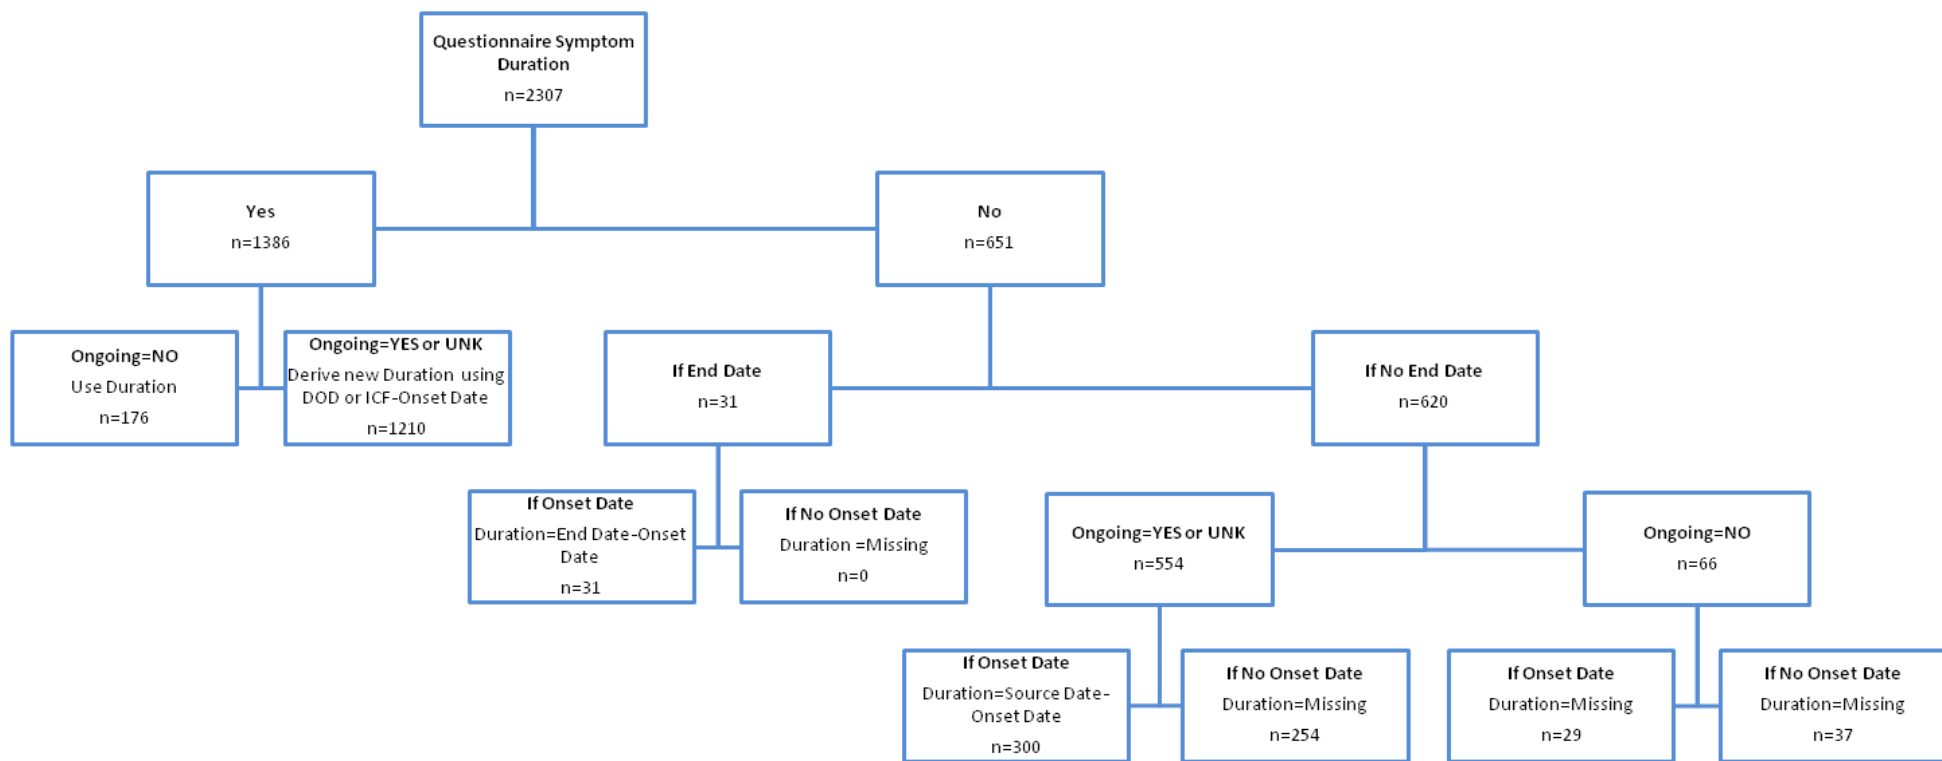 Questionnaire Symptom
Duration
n=2307
Yes
n=1386
No
n=651
Ongoing=NO
Use Duration
n=176
Ongoing=YES or UNK
Derive new Duration using
DOD or ICF-Onset Date
n=1210
If End Date
n=31
If No End Date
n=620
If Onset Date
Duration=End Date-Onset
Date
n=31
If No Onset Date
Duration =Missing
n=0
Ongoing=YES or UNK
n=554
Ongoing=NO
n=66
If Onset Date
Duration=Source Date-
Onset Date
n=300
If No Onset Date
Duration=Missing
n=254
If Onset Date
Duration=Missing
n=29
If No Onset Date
Duration=Missing
n=37